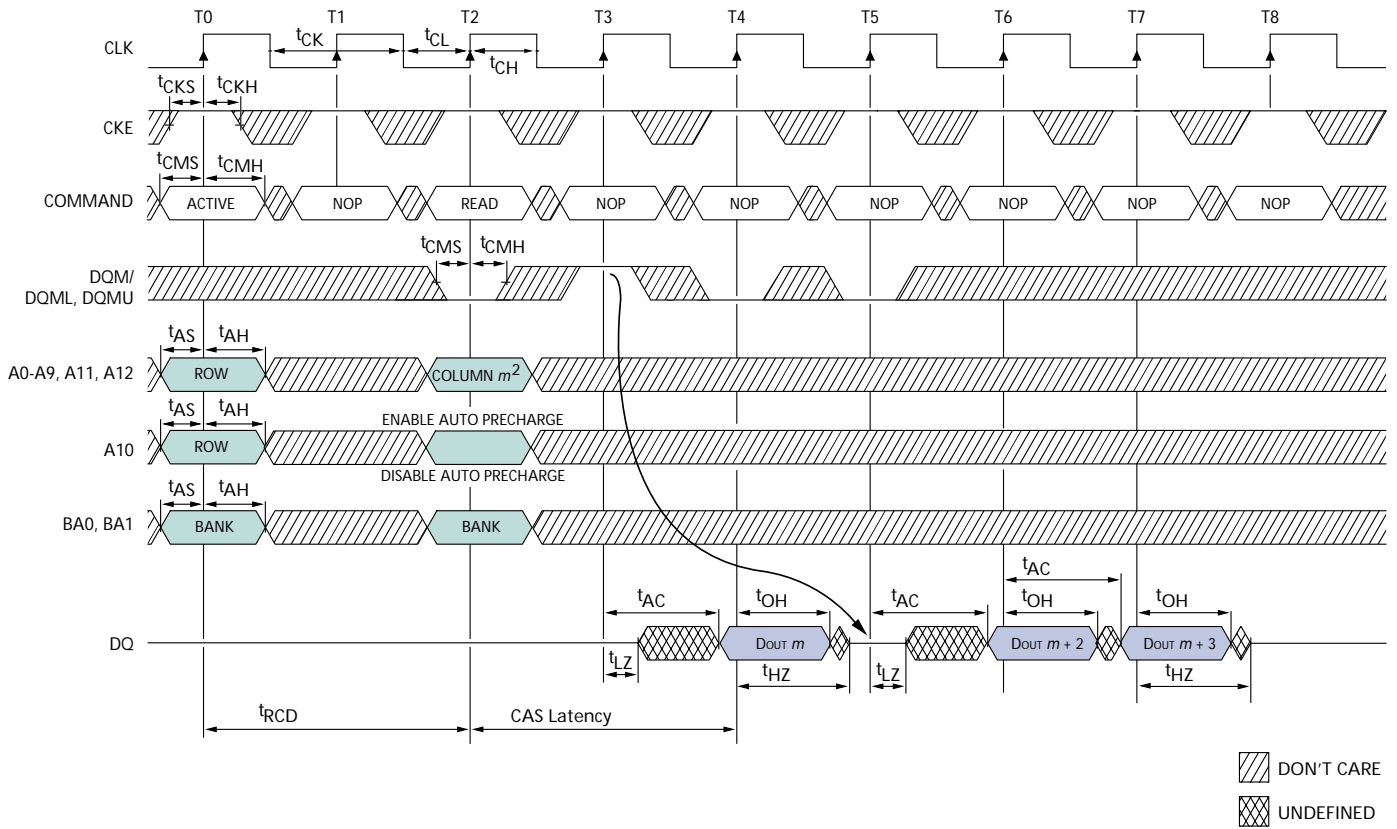 T0 T1 T2 T3 T4 T5 T6 T7 T8
CLK
tCK tCL
tCH
tCKS tCKH
CKE
tCMS tCMH
COMMAND ACTIVE NOP READ NOP NOP NOP NOP NOP NOP
tCMS tCMH
DQM/
DQML, DQMU
tAS tAH
A0-A9, A11, A12 ROW COLUMN m2
tAS tAH
ENABLE AUTO PRECHARGE
A10 ROW
DISABLE AUTO PRECHARGE
tAS tAH
BA0, BA1 BANK BANK
tAC
tAC tOH tAC tOH tOH
DQ DOUT m DOUT m + 2 DOUT m + 3
tLZ tHZ tLZ tHZ
tRCD CAS Latency
DON'T CARE
UNDEFINED